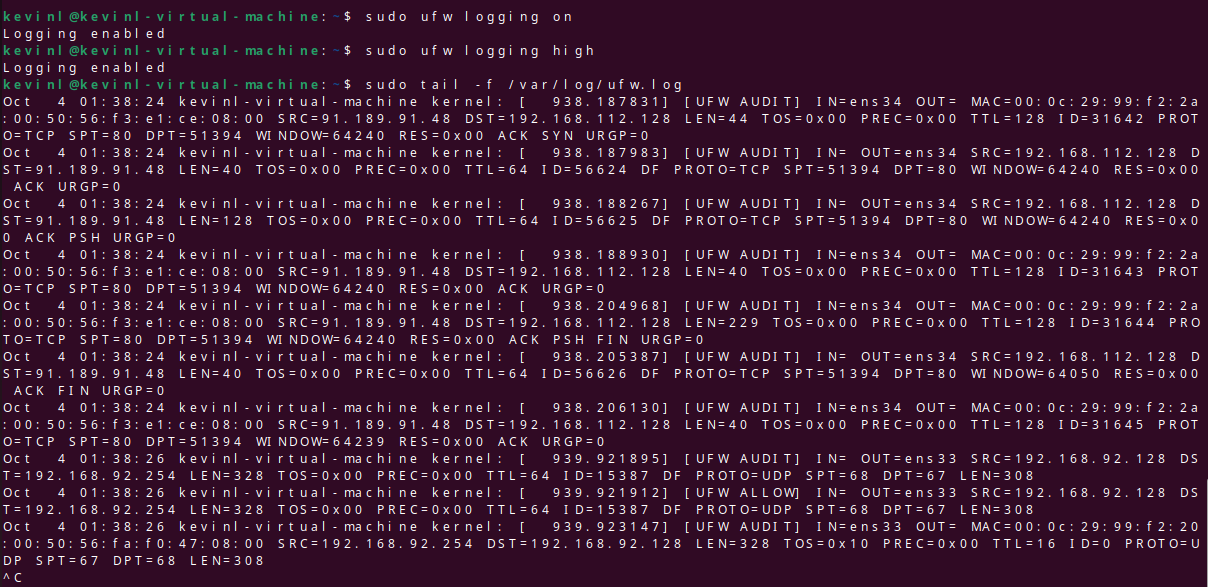 kevinl@kevinl-virtual-machine:~$ sudo ufw logging on
Logging enabled
kevinl@kevinl-virtual-machine:~$ sudo ufw logging high
Logging enabled
kevinl@kevinl-virtual-machine:~$ sudo tail -f /var/log/ufw.log
Oct  4 01:38:24 kevinl-virtual-machine kernel: [  938.187831] [UFW AUDIT] IN=ens34 OUT= MAC=00:0c:29:99:f2:2a
:00:50:56:f3:e1:ce:08:00 SRC=91.189.91.48 DST=192.168.112.128 LEN=44 TOS=0x00 PREC=0x00 TTL=128 ID=31642 PROT
O=TCP SPT=80 DPT=51394 WINDOW=64240 RES=0x00 ACK SYN URGP=0
Oct  4 01:38:24 kevinl-virtual-machine kernel: [  938.187983] [UFW AUDIT] IN= OUT=ens34 SRC=192.168.112.128 D
ST=91.189.91.48 LEN=40 TOS=0x00 PREC=0x00 TTL=64 ID=56624 DF PROTO=TCP SPT=51394 DPT=80 WINDOW=64240 RES=0x00
 ACK URGP=0
Oct  4 01:38:24 kevinl-virtual-machine kernel: [  938.188267] [UFW AUDIT] IN= OUT=ens34 SRC=192.168.112.128 D
ST=91.189.91.48 LEN=128 TOS=0x00 PREC=0x00 TTL=64 ID=56625 DF PROTO=TCP SPT=51394 DPT=80 WINDOW=64240 RES=0x0
0 ACK PSH URGP=0
Oct  4 01:38:24 kevinl-virtual-machine kernel: [  938.188930] [UFW AUDIT] IN=ens34 OUT= MAC=00:0c:29:99:f2:2a
:00:50:56:f3:e1:ce:08:00 SRC=91.189.91.48 DST=192.168.112.128 LEN=40 TOS=0x00 PREC=0x00 TTL=128 ID=31643 PROT
O=TCP SPT=80 DPT=51394 WINDOW=64240 RES=0x00 ACK URGP=0
Oct  4 01:38:24 kevinl-virtual-machine kernel: [  938.204968] [UFW AUDIT] IN=ens34 OUT= MAC=00:0c:29:99:f2:2a
:00:50:56:f3:e1:ce:08:00 SRC=91.189.91.48 DST=192.168.112.128 LEN=229 TOS=0x00 PREC=0x00 TTL=128 ID=31644 PRO
TO=TCP SPT=80 DPT=51394 WINDOW=64240 RES=0x00 ACK PSH FIN URGP=0
Oct  4 01:38:24 kevinl-virtual-machine kernel: [  938.205387] [UFW AUDIT] IN= OUT=ens34 SRC=192.168.112.128 D
ST=91.189.91.48 LEN=40 TOS=0x00 PREC=0x00 TTL=64 ID=56626 DF PROTO=TCP SPT=51394 DPT=80 WINDOW=64050 RES=0x00
 ACK FIN URGP=0
Oct  4 01:38:24 kevinl-virtual-machine kernel: [  938.206130] [UFW AUDIT] IN=ens34 OUT= MAC=00:0c:29:99:f2:2a
:00:50:56:f3:e1:ce:08:00 SRC=91.189.91.48 DST=192.168.112.128 LEN=40 TOS=0x00 PREC=0x00 TTL=128 ID=31645 PROT
O=TCP SPT=80 DPT=51394 WINDOW=64239 RES=0x00 ACK URGP=0
Oct  4 01:38:26 kevinl-virtual-machine kernel: [  939.921895] [UFW AUDIT] IN= OUT=ens33 SRC=192.168.92.128 DS
T=192.168.92.254 LEN=328 TOS=0x00 PREC=0x00 TTL=64 ID=15387 DF PROTO=UDP SPT=68 DPT=67 LEN=308
Oct  4 01:38:26 kevinl-virtual-machine kernel: [  939.921912] [UFW ALLOW] IN= OUT=ens33 SRC=192.168.92.128 DS
T=192.168.92.254 LEN=328 TOS=0x00 PREC=0x00 TTL=64 ID=15387 DF PROTO=UDP SPT=68 DPT=67 LEN=308
Oct  4 01:38:26 kevinl-virtual-machine kernel: [  939.923147] [UFW AUDIT] IN=ens33 OUT= MAC=00:0c:29:99:f2:20
:00:50:56:fa:f0:47:08:00 SRC=192.168.92.254 DST=192.168.92.128 LEN=328 TOS=0x10 PREC=0x00 TTL=16 ID=0 PROTO=U
DP SPT=67 DPT=68 LEN=308
^C